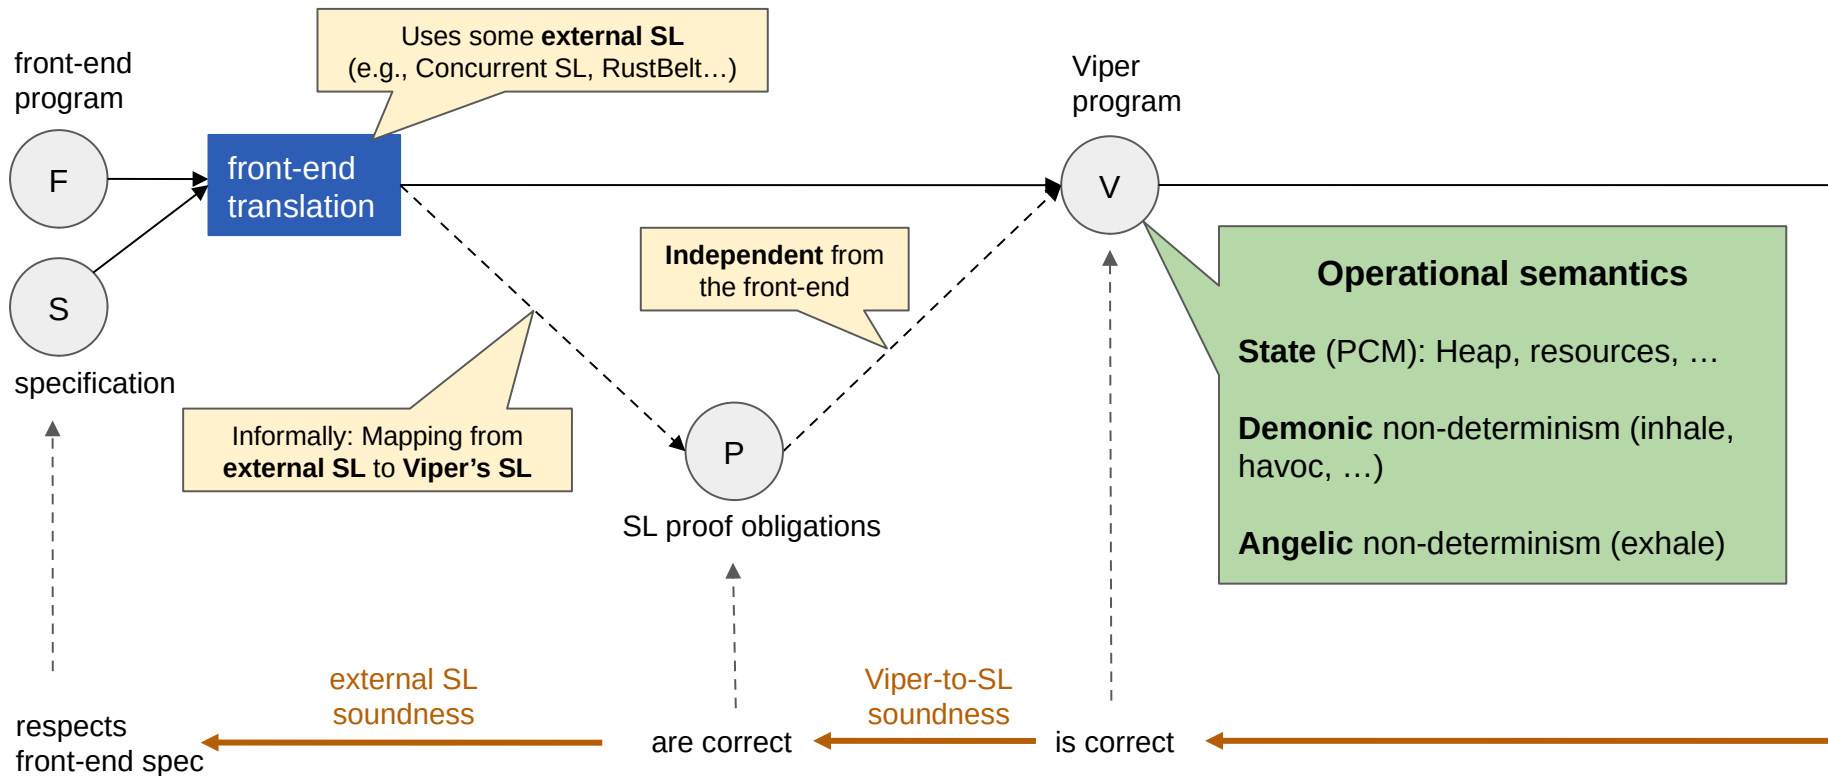 Uses some external SL
(e.g., Concurrent SL, RustBelt…)
front-end
program
Viper
program
F
front-end
translation
V
S
specification
Independent from
the front-end
Operational semantics
State (PCM): Heap, resources, …
Demonic non-determinism (inhale,
havoc, …)
Angelic non-determinism (exhale)
Informally: Mapping from
external SL to Viper’s SL
P
SL proof obligations
external SL
soundness
Viper-to-SL
soundness
respects
front-end spec
are correct
is correct